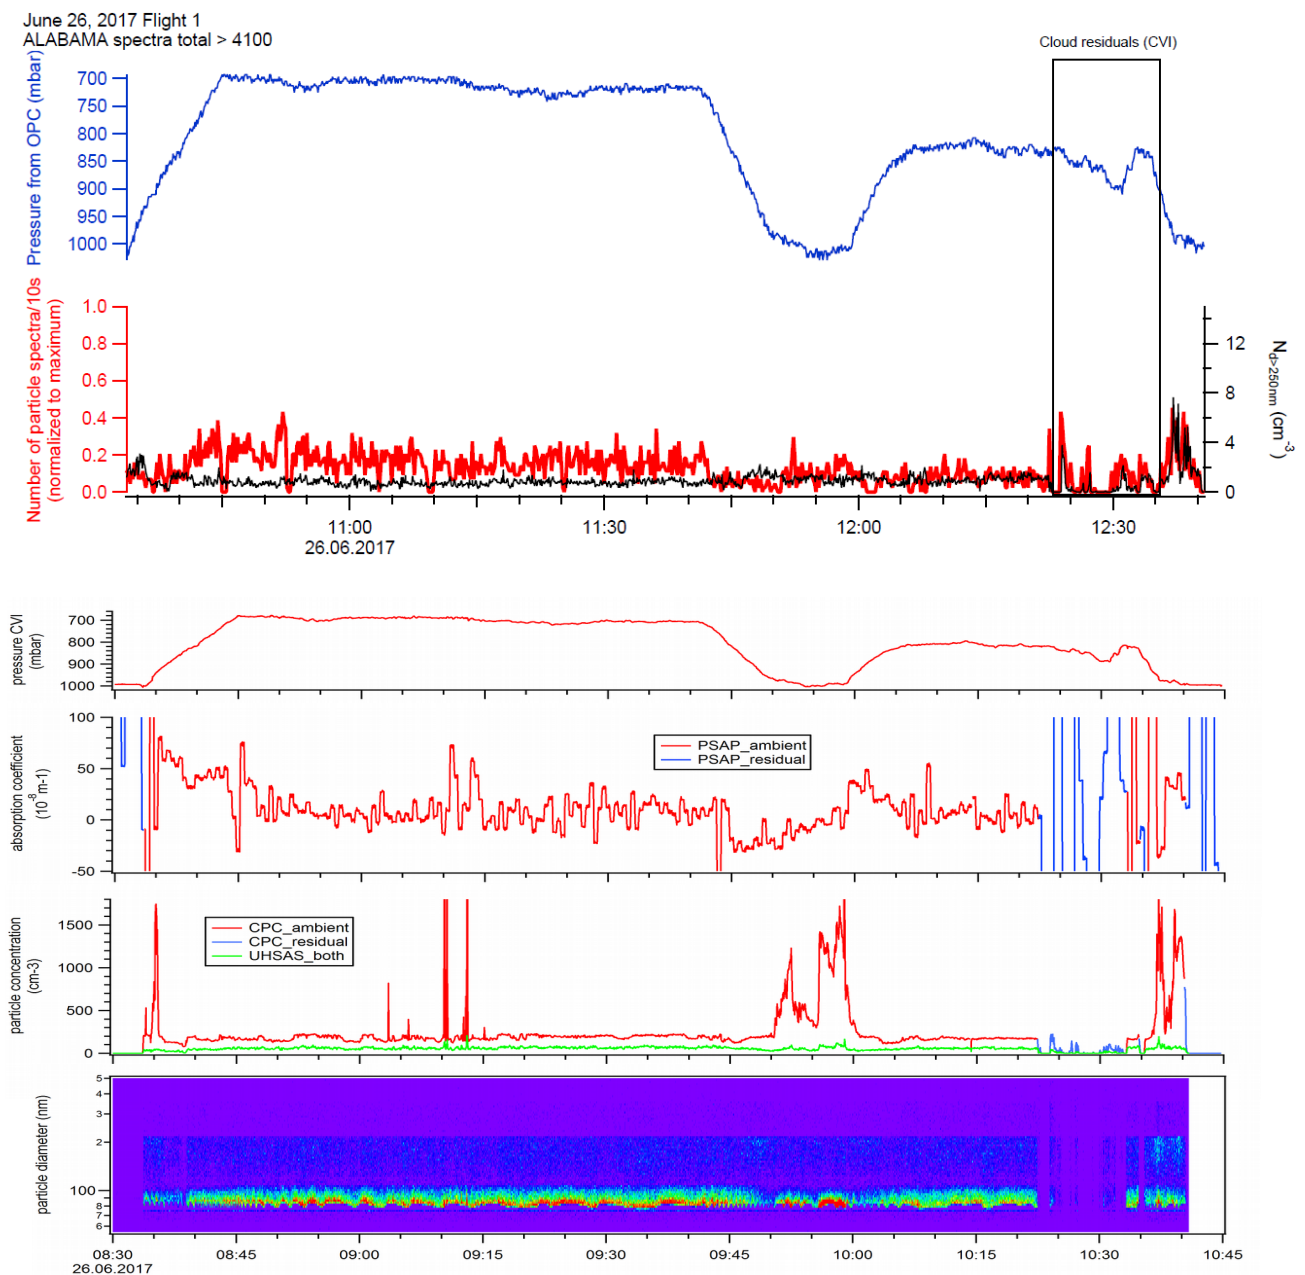 June 26, 2017 Flight 1
ALABAMA spectra total > 4100
Cloud residuals (CVI)
Pressure from OPC (mbar)
700
750
800
850
900
950
1000
Number of particle spectra/10s
(normalized to maximum)
1.0
0.8
0.6
0.4
0.2
0.0
12
8
4
0
N d>250nm (cm-3)
11:00
11:30
12:00
12:30
26.06.2017
pressure CVI
(mbar)
700
800
900
1000
absorption coefficient
(10-8m-1)
100
50
0
-50
PSAP_ambient
PSAP_residual
particle concentration
(cm-3)
1500
1000
500
0
CPC_ambient
CPC_residual
UHSAS_both
particle diameter (nm)
5
4
3
2
100
8
7
6
08:30
08:45
09:00
09:15
09:30
09:45
10:00
10:15
10:30
10:45
26.06.2017